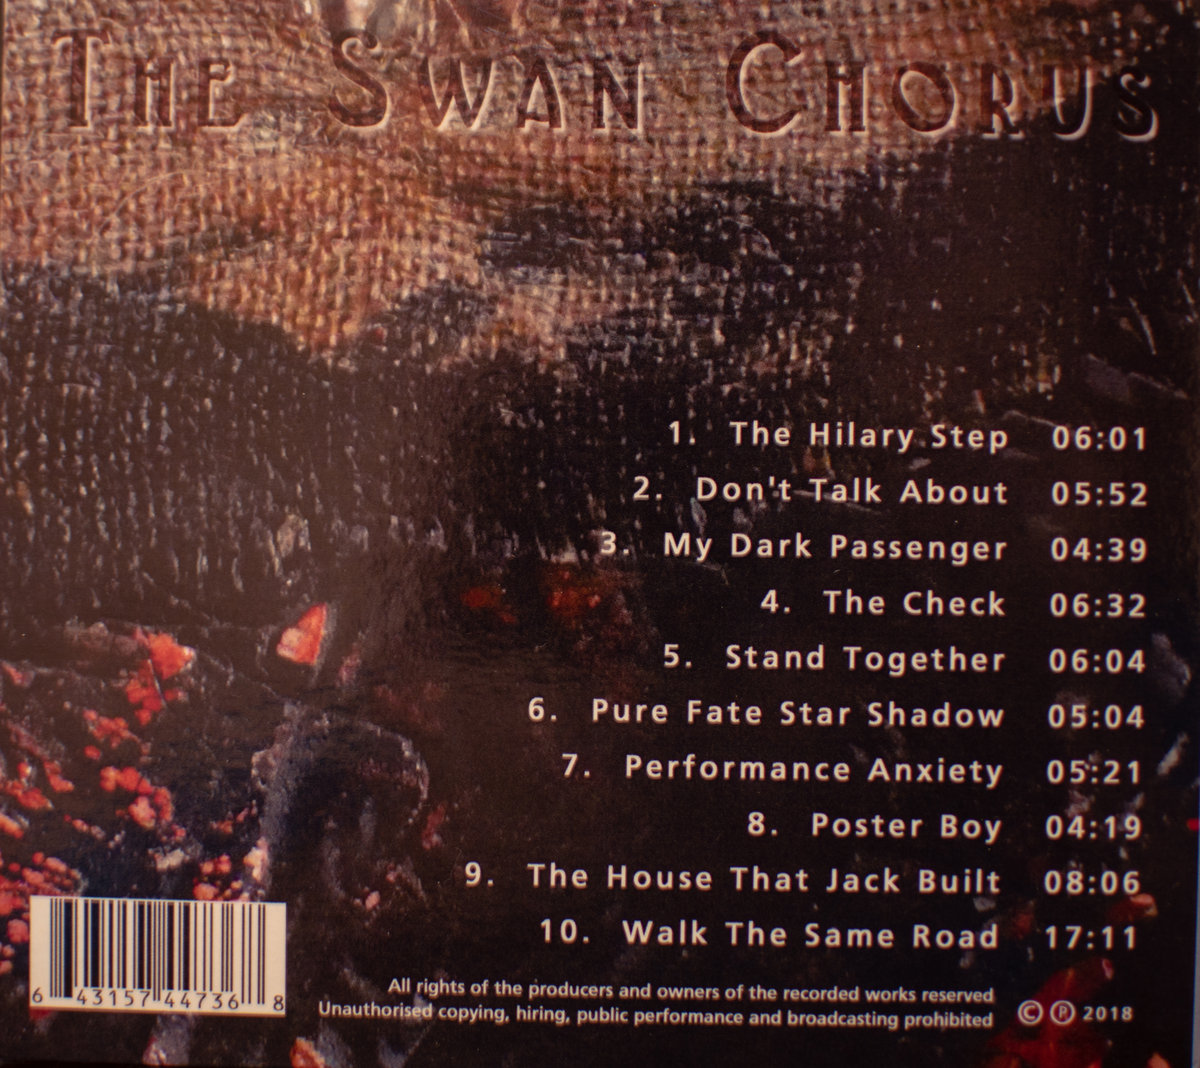 The Swan Chorus
1. The Hilary Step 06:01
2. Don't Talk About 05:52
3. My Dark Passenger 04:39
4. The Check 06:32
5. Stand Together 06:04
6. Pure Fate Star Shadow 05:04
7. Performance Anxiety 05:21
8. Poster Boy 04:19
9. The House That Jack Built 08:06
10. Walk The Same Road 17:11
All rights of the producers and owners of the recorded works reserved
Unauthorised copying, hiring, public performance and broadcasting prohibited
© ℗ 2018
6 43157 44736 8